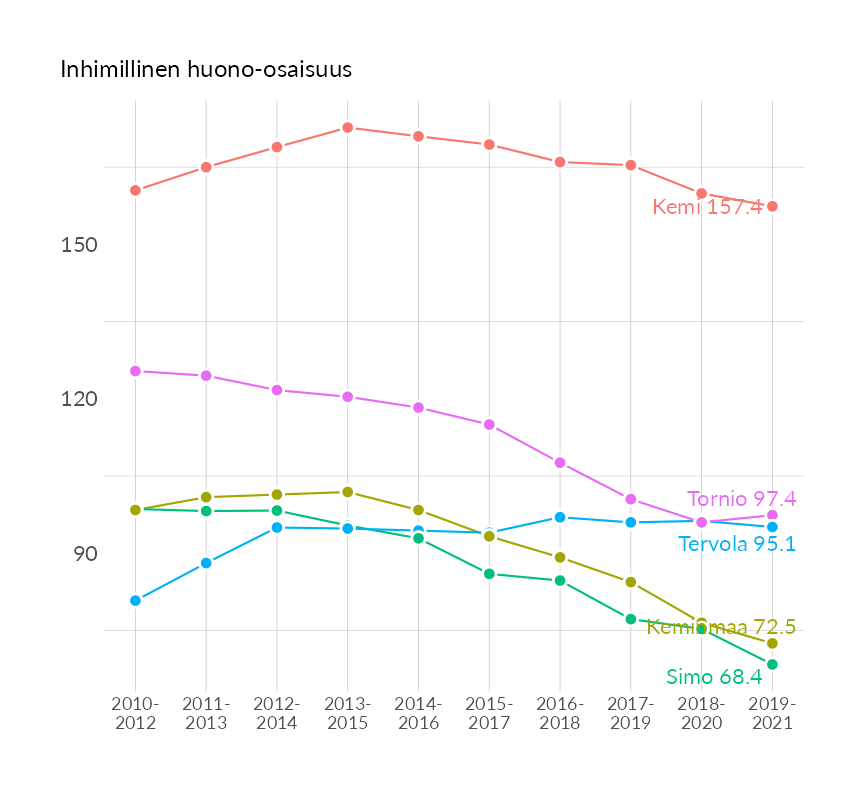 Inhimillinen huono-osaisuus
Kemi 157.4
150
120
Tornio 97.4
Tervola 95.1
90
Keminmaa 72.5
Simo 68.4
2010- 2011- 2012- 2013- 2014- 2015- 2016- 2017- 2018- 2019-
2012 2013 2014 2015 2016 2017 2018 2019 2020 2021